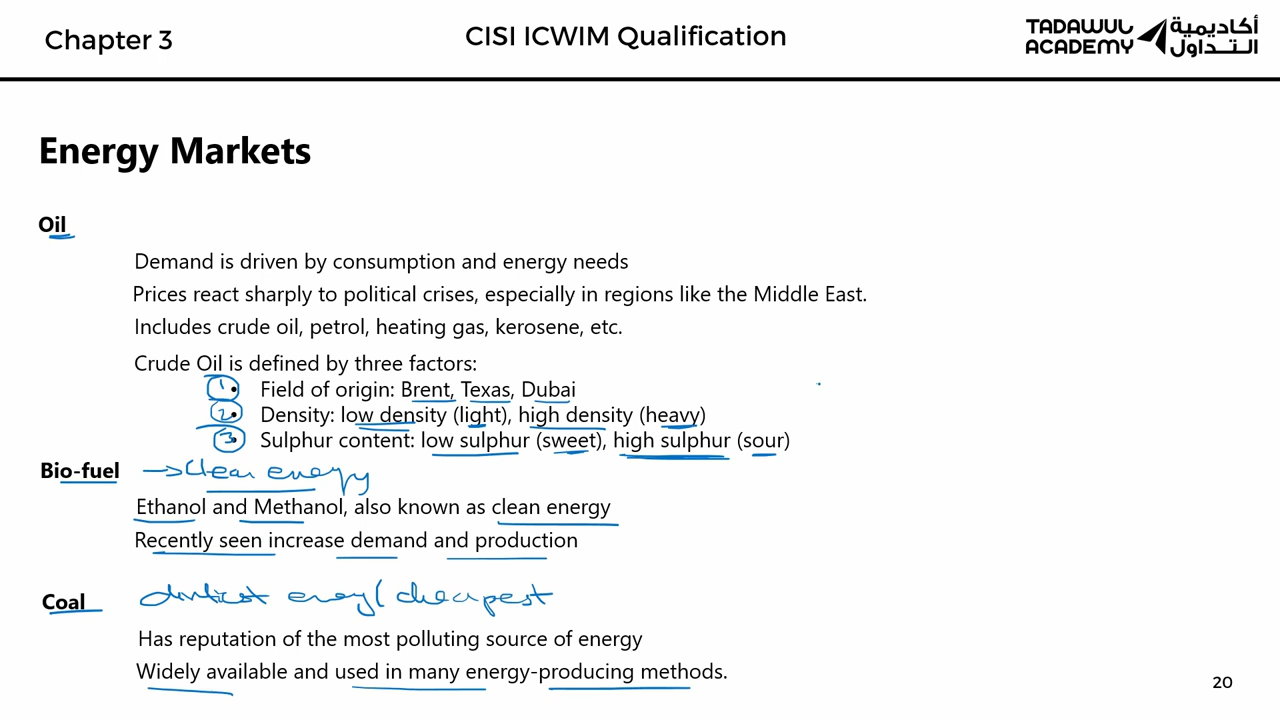 Chapter 3
CISI ICWIM Qualification
TADAWUL ACADEMY
أكاديمية التداول
Energy Markets
Oil
Demand is driven by consumption and energy needs
Prices react sharply to political crises, especially in regions like the Middle East.
Includes crude oil, petrol, heating gas, kerosene, etc.
Crude Oil is defined by three factors:
1 • Field of origin: Brent, Texas, Dubai
2 • Density: low density (light), high density (heavy)
3 • Sulphur content: low sulphur (sweet), high sulphur (sour)
Bio-fuel → clean energy
Ethanol and Methanol, also known as clean energy
Recently seen increase demand and production
Coal cheapest
Has reputation of the most polluting source of energy
Widely available and used in many energy-producing methods.
20